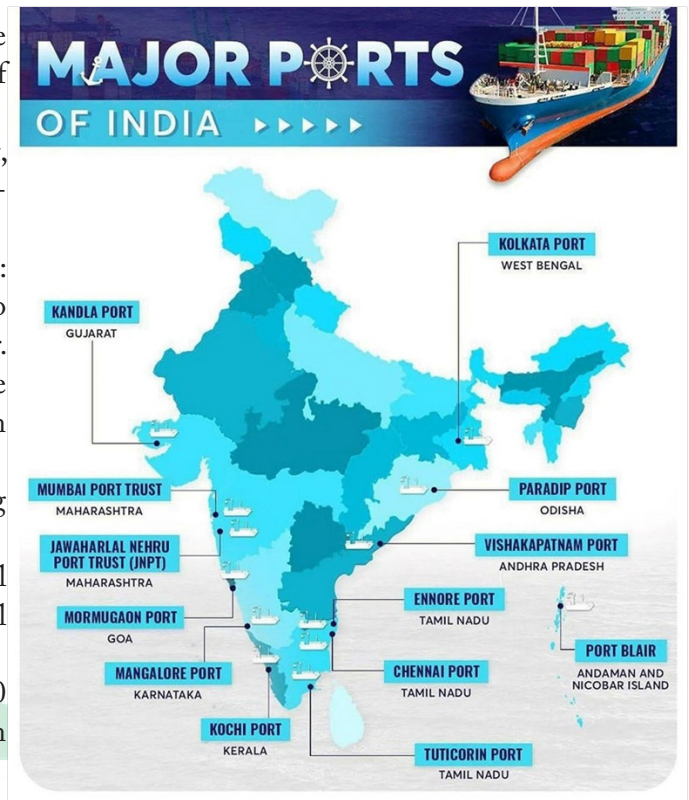 MAJOR PORTS
OF INDIA
KOLKATA PORT
WEST BENGAL
KANDLA PORT
GUJARAT
MUMBAI PORT TRUST
MAHARASHTRA
PARADIP PORT
ODISHA
JAWAHARLAL NEHRU
PORT TRUST (JNPT)
MAHARASHTRA
VISHAKAPATNAM PORT
ANDHRA PRADESH
MORMUGAON PORT
GOA
ENNORE PORT
TAMIL NADU
PORT BLAIR
ANDAMAN AND
NICOBAR ISLAND
MANGALORE PORT
KARNATAKA
CHENNAI PORT
TAMIL NADU
KOCHI PORT
KERALA
TUTICORIN PORT
TAMIL NADU